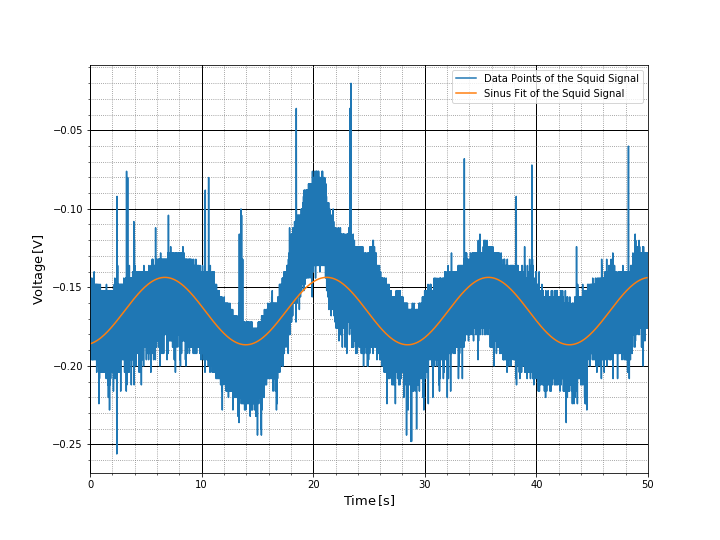 Data Points of the Squid Signal
Sinus Fit of the Squid Signal
−0.05
−0.10
−0.15
−0.20
−0.25
Voltage [V]
0 10 20 30 40 50
Time [s]